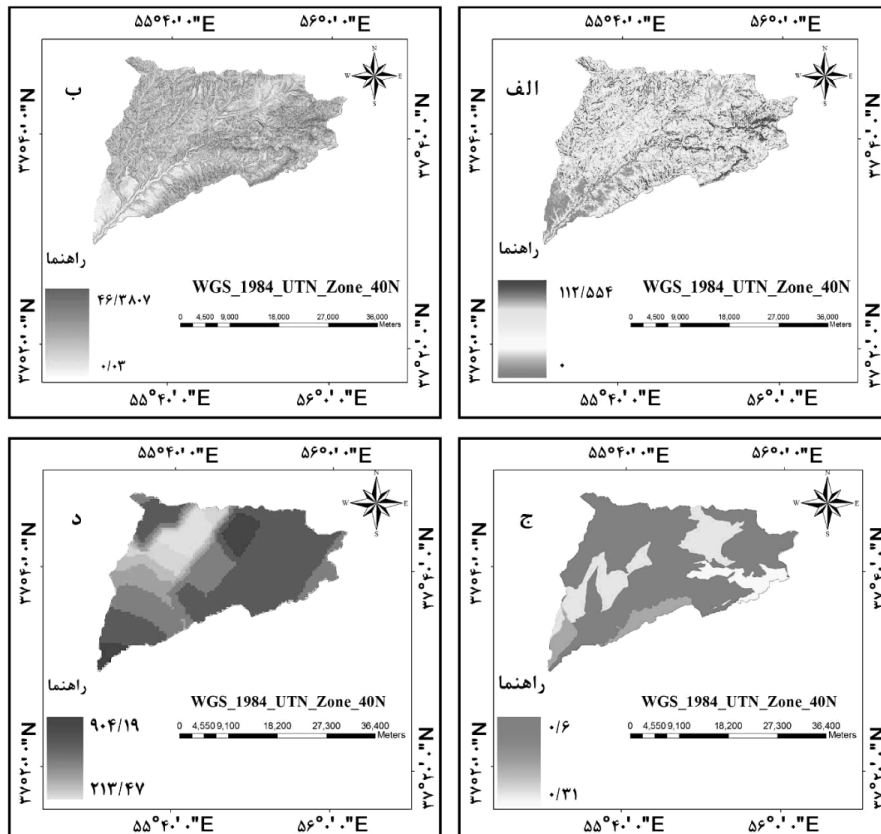 ۵۵°۴۰'۰"E ۵۶°۰'۰"E
الف
N
W E
S
۳۷°۴۰'۰"N ۳۷°۴۰'۰"N
راهنما
۱۱۲/۵۵۴
۰
WGS_1984_UTN_Zone_40N
0 4,500 9,000 18,000 27,000 36,000
Meters
۳۷°۲۰'۰"N ۳۷°۲۰'۰"N
۵۵°۴۰'۰"E ۵۶°۰'۰"E
۵۵°۴۰'۰"E ۵۶°۰'۰"E
ب
N
W E
S
۳۷°۴۰'۰"N ۳۷°۴۰'۰"N
راهنما
۴۶/۳۸۰۷
۰/۰۳
WGS_1984_UTN_Zone_40N
0 4,500 9,000 18,000 27,000 36,000
Meters
۳۷°۲۰'۰"N ۳۷°۲۰'۰"N
۵۵°۴۰'۰"E ۵۶°۰'۰"E
۵۵°۴۰'۰"E ۵۶°۰'۰"E
ج
N
W E
S
۳۷°۴۰'۰"N ۳۷°۴۰'۰"N
راهنما
۰/۶
۰/۳۱
WGS_1984_UTN_Zone_40N
0 4,550 9,100 18,200 27,300 36,400
Meters
۳۷°۲۰'۰"N ۳۷°۲۰'۰"N
۵۵°۴۰'۰"E ۵۶°۰'۰"E
۵۵°۴۰'۰"E ۵۶°۰'۰"E
د
N
W E
S
۳۷°۴۰'۰"N ۳۷°۴۰'۰"N
راهنما
۹۰۴/۱۹
۲۱۳/۴۷
WGS_1984_UTN_Zone_40N
0 4,550 9,100 18,200 27,300 36,400
Meters
۳۷°۲۰'۰"N ۳۷°۲۰'۰"N
۵۵°۴۰'۰"E ۵۶°۰'۰"E